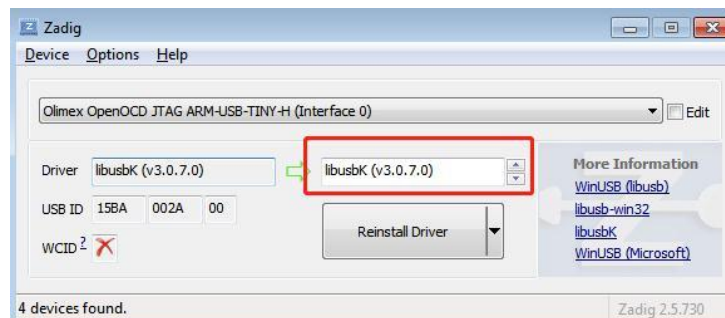 Zadig
Device Options Help
Olimex OpenOCD JTAG ARM-USB-TINY-H (Interface 0)
Edit
Driver libusbK (v3.0.7.0) libusbK (v3.0.7.0)
USB ID 15BA 002A 00
WCID ?
Reinstall Driver
More Information
WinUSB (libusb)
libusb-win32
libusbK
WinUSB (Microsoft)
4 devices found.
Zadig 2.5.730